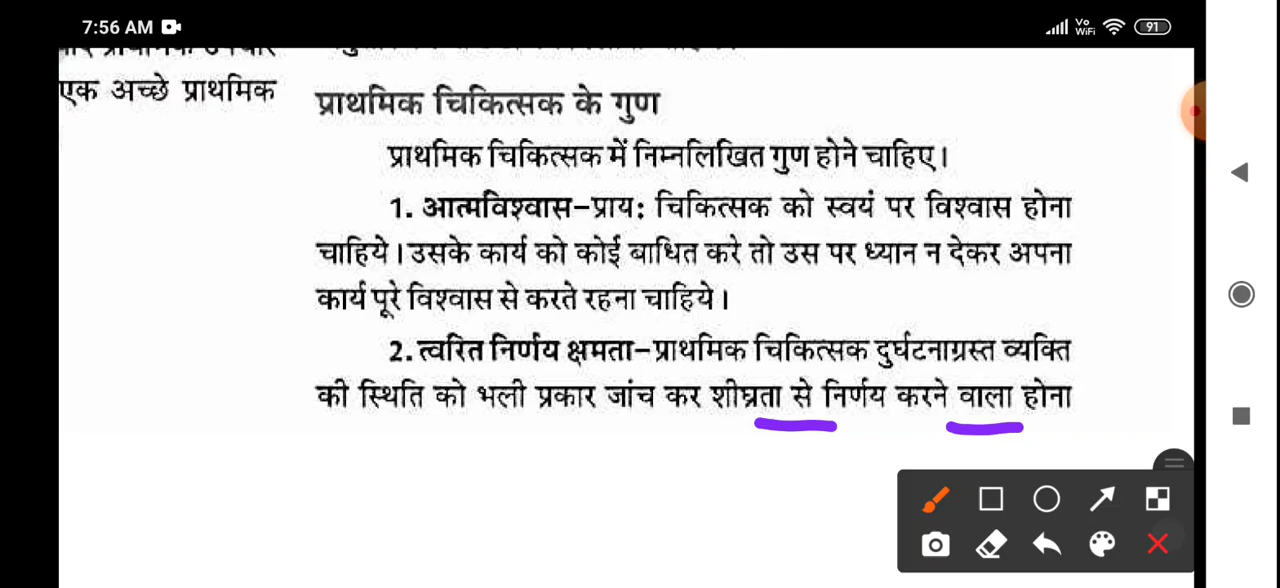 7:56 AM
Vo WiFi
91
एक अच्छे प्राथमिक
प्राथमिक चिकित्सक के गुण
प्राथमिक चिकित्सक में निम्नलिखित गुण होने चाहिए।
1. आत्मविश्वास–प्राय: चिकित्सक को स्वयं पर विश्वास होना
चाहिये। उसके कार्य को कोई बाधित करे तो उस पर ध्यान न देकर अपना
कार्य पूरे विश्वास से करते रहना चाहिये।
2. त्वरित निर्णय क्षमता–प्राथमिक चिकित्सक दुर्घटनाग्रस्त व्यक्ति
की स्थिति को भली प्रकार जांच कर शीघ्रता से निर्णय करने वाला होना